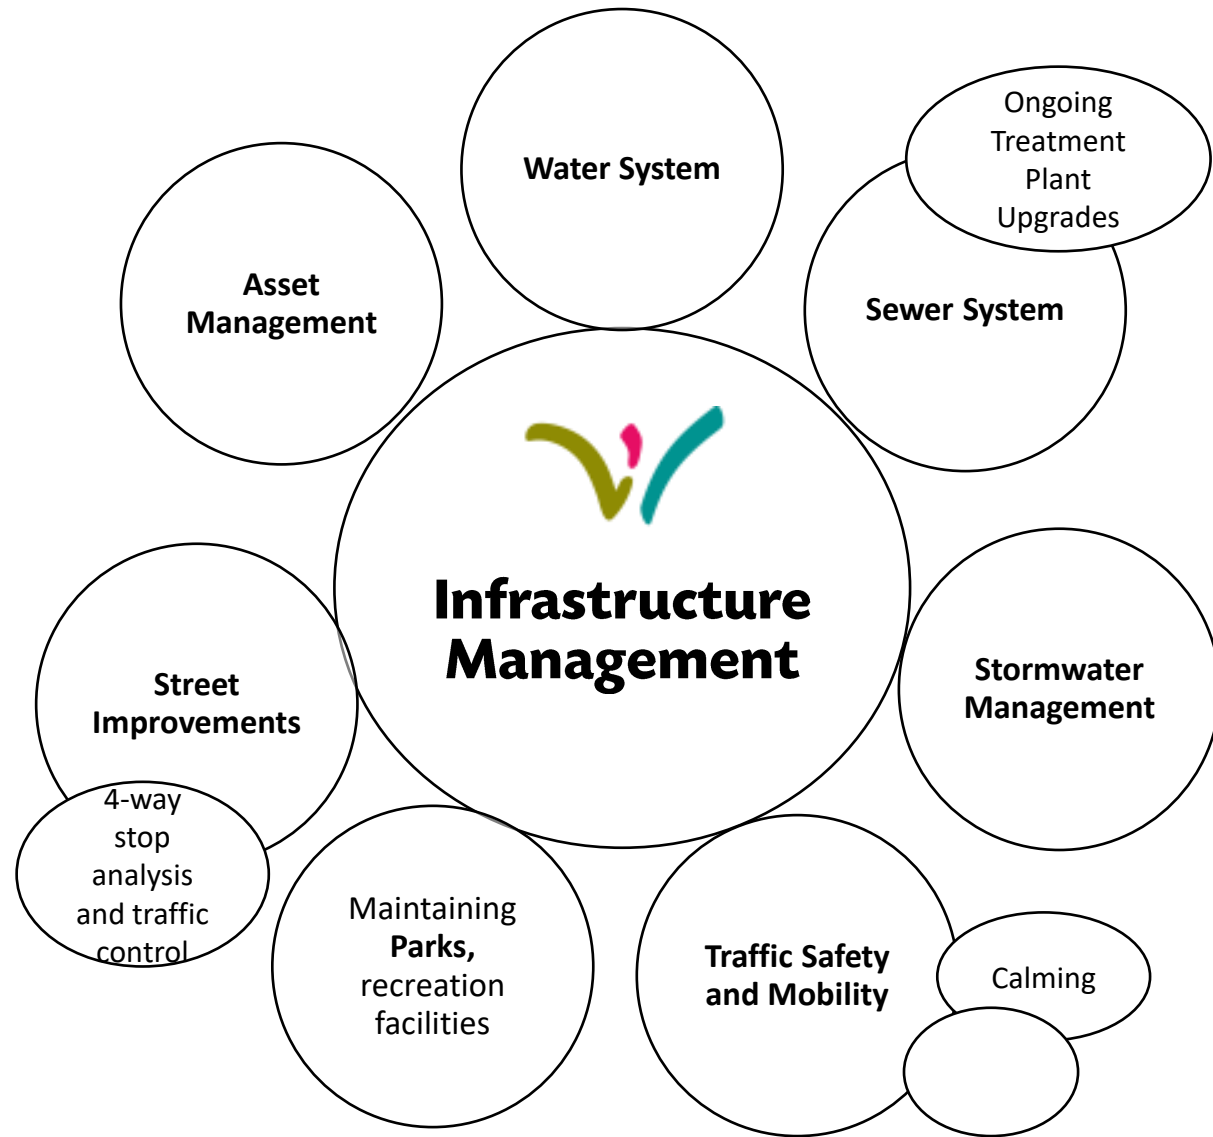 Water System
Ongoing
Treatment
Plant
Upgrades
Asset
Management
Sewer System
Infrastructure
Management
Street
Improvements
Stormwater
Management
4-way
stop
analysis
and traffic
control
Maintaining
Parks,
recreation
facilities
Traffic Safety
and Mobility
Calming